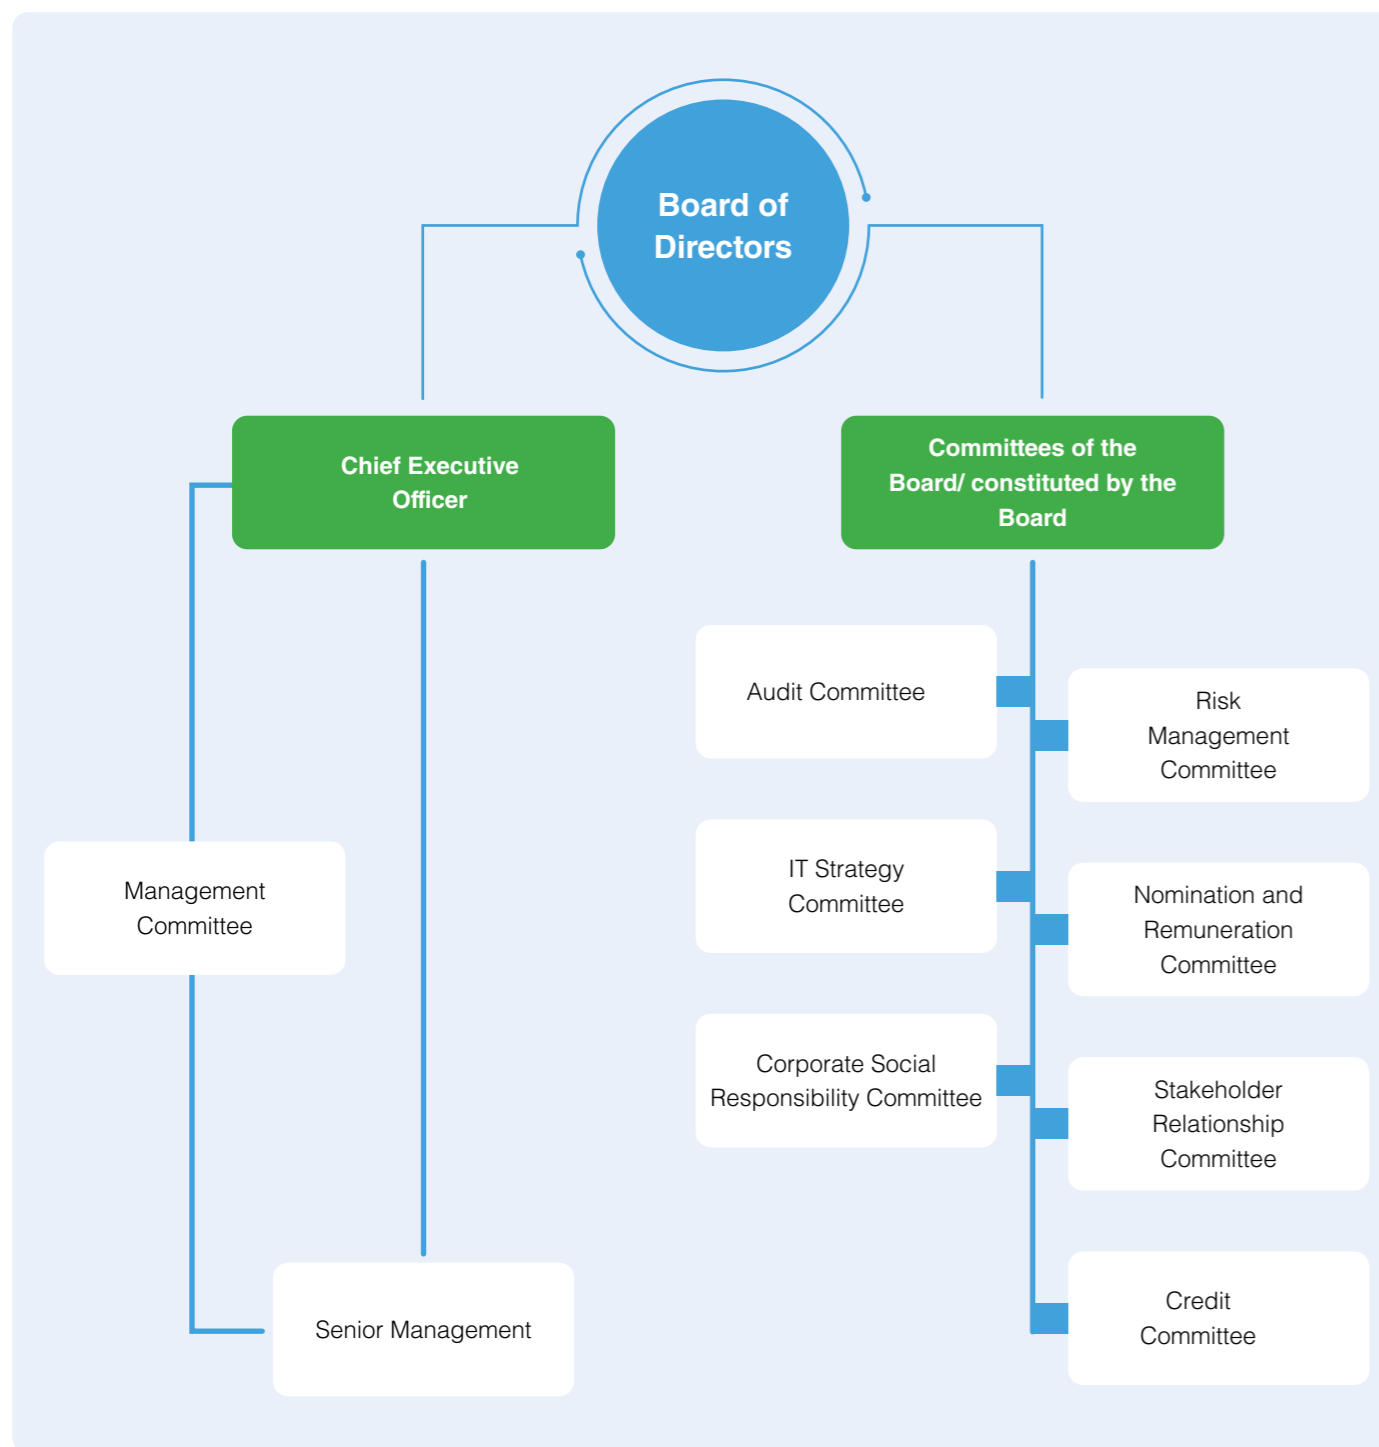 Board of
Directors
Chief Executive
Officer
Committees of the
Board/ constituted by the
Board
Audit Committee
Risk
Management
Committee
IT Strategy
Committee
Management
Committee
Nomination and
Remuneration
Committee
Corporate Social
Responsibility Committee
Stakeholder
Relationship
Committee
Senior Management
Credit
Committee